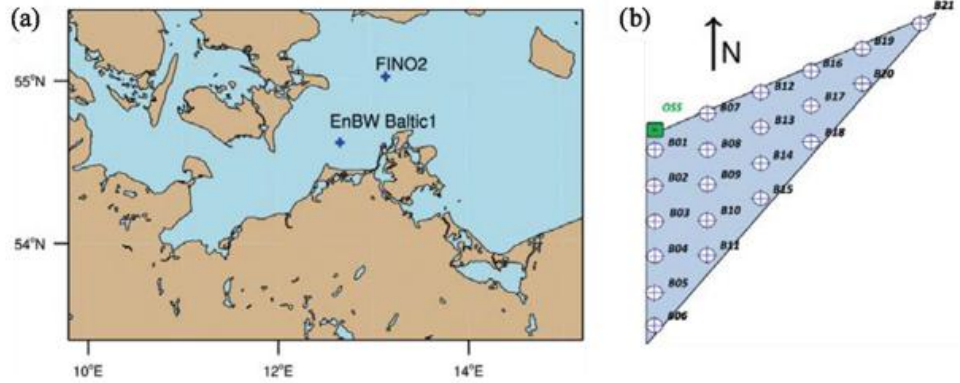 (a)
FINO2
EnBW Baltic1
55°N
54°N
10°E
12°E
14°E
(b)
N
B21
B19
B20
B16
B12
B17
OSS
B07
B13
B18
B01
B08
B14
B02
B09
B15
B03
B10
B04
B11
B05
B06